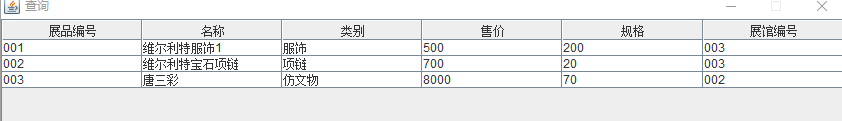 查询
展品编号 名称 类别 售价 规格 展馆编号
001 维尔利特服饰1 服饰 500 200 003
002 维尔利特宝石项链 项链 700 20 003
003 唐三彩 仿文物 8000 70 002